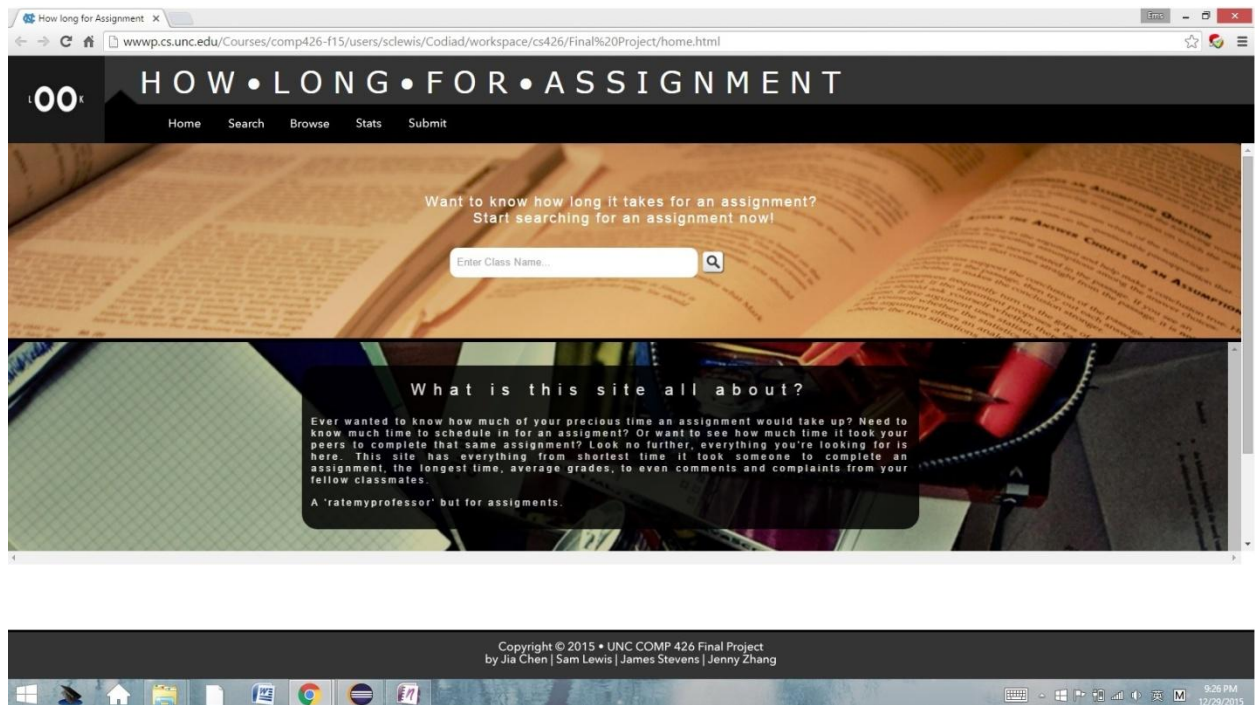 How long for Assignment
Emo
wwwp.cs.unc.edu/Courses/comp426-f15/users/sclewis/Codiad/workspace/cs426/Final%20Project/home.html
LOOK
HOW•LONG•FOR•ASSIGNMENT
Home Search Browse Stats Submit
Want to know how long it takes for an assignment?
Start searching for an assignment now!
Enter Class Name...
What is this site all about?
Ever wanted to know how much of your precious time an assignment would take up? Need to
know much time to schedule in for an assigment? Or want to see how much time it took your
peers to complete that same assignment? Look no further, everything you're looking for is
here. This site has everything from shortest time it took someone to complete an
assignment, the longest time, average grades, to even comments and complaints from your
fellow classmates.
A 'ratemyprofessor' but for assigments.
Copyright © 2015 • UNC COMP 426 Final Project
by Jia Chen | Sam Lewis | James Stevens | Jenny Zhang
英 M 9:26 PM
12/29/2015